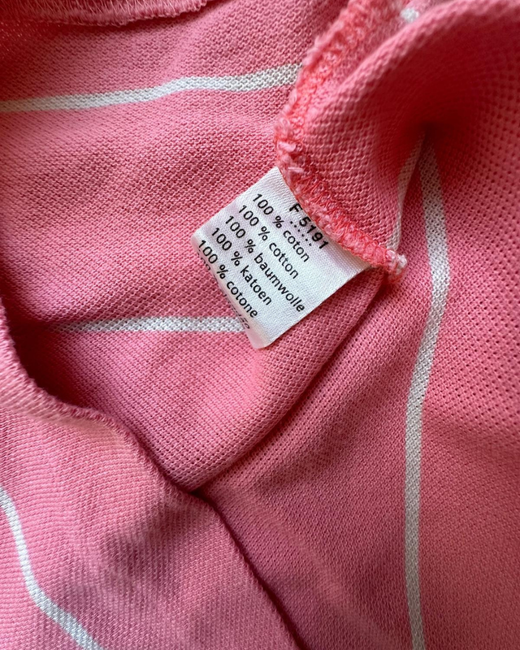 F 5191
100 % coton
100 % cotton
100 % baumwolle
100 % katoen
100 % cotone